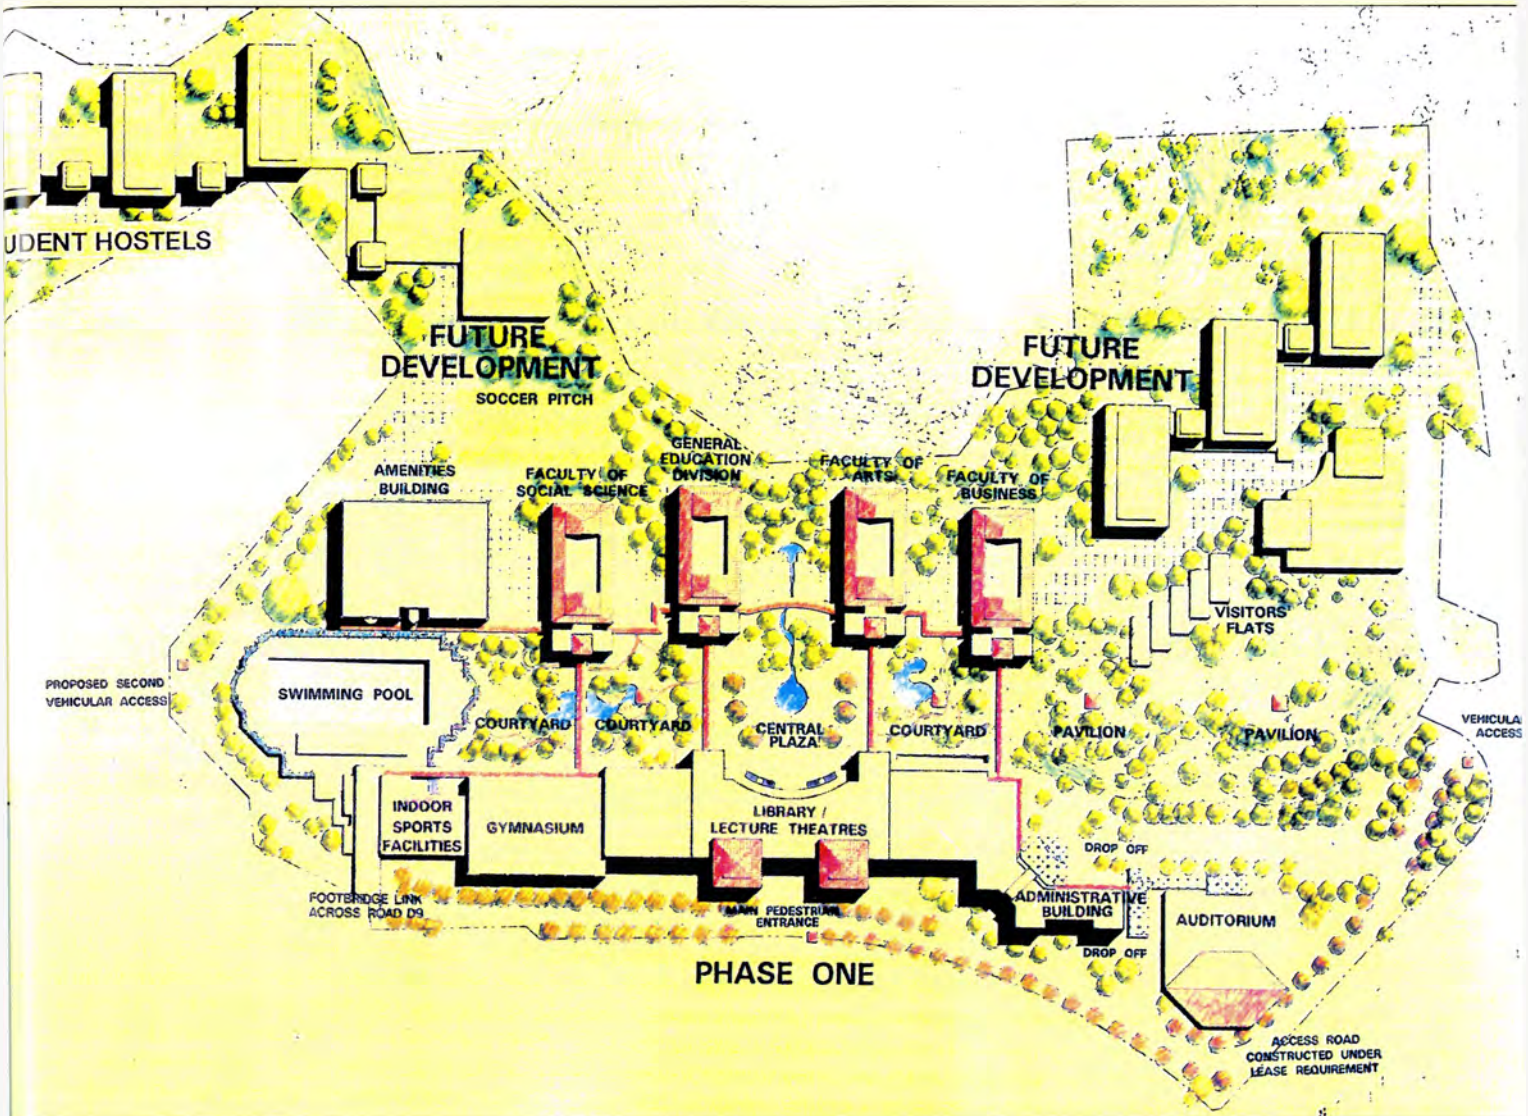 UDENT HOSTELS
FUTURE
DEVELOPMENT
SOCCER PITCH
FUTURE
DEVELOPMENT
AMENITIES
BUILDING
FACULTY OF
SOCIAL SCIENCE
GENERAL
EDUCATION
DIVISION
FACULTY OF
ARTS
FACULTY OF
BUSINESS
VISITORS
FLATS
PROPOSED SECOND
VEHICULAR ACCESS
SWIMMING POOL
COURTYARD
COURTYARD
CENTRAL
PLAZA
COURTYARD
PAVILION
PAVILION
VEHICULA
ACCESS
INDOOR
SPORTS
FACILITIES
GYMNASIUM
LIBRARY /
LECTURE THEATRES
DROP OFF
FOOTBRIDGE LINK
ACROSS ROAD D9
MAIN PEDESTRIAN
ENTRANCE
ADMINISTRATIVE
BUILDING
AUDITORIUM
DROP OFF
PHASE ONE
ACCESS ROAD
CONSTRUCTED UNDER
LEASE REQUIREMENT